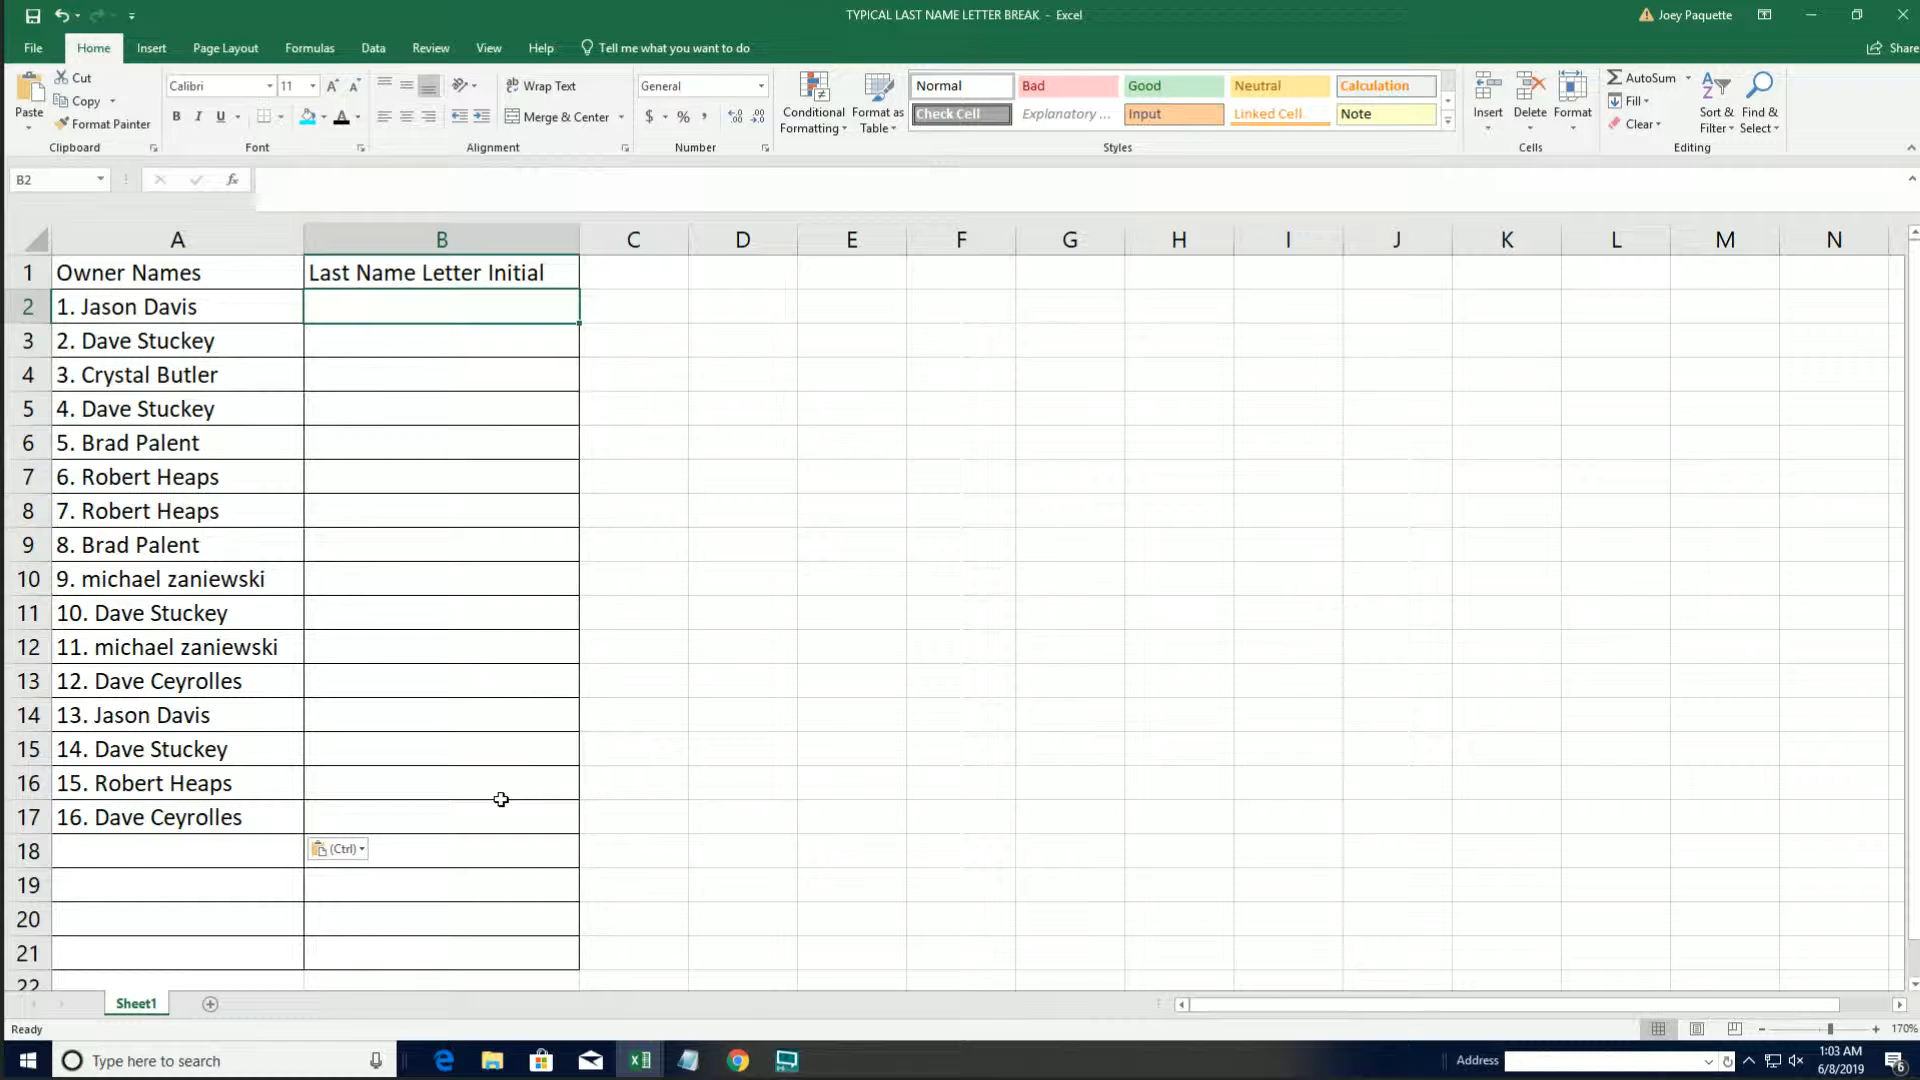 TYPICAL LAST NAME LETTER BREAK - Excel
Joey Paquette
File Home Insert Page Layout Formulas Data Review View Help Tell me what you want to do Share
Cut
Copy
Format Painter
Paste
Clipboard
Calibri 11
B I U
Font
Wrap Text
Merge & Center
Alignment
General
$ % ,
Number
Conditional Formatting
Format as Table
Normal Bad Good Neutral Calculation
Check Cell Explanatory ... Input Linked Cell Note
Styles
Insert Delete Format
Cells
AutoSum
Fill
Clear
Sort & Filter
Find & Select
Editing
B2 fx
A B C D E F G H I J K L M N
1 Owner Names Last Name Letter Initial
2 1. Jason Davis
3 2. Dave Stuckey
4 3. Crystal Butler
5 4. Dave Stuckey
6 5. Brad Palent
7 6. Robert Heaps
8 7. Robert Heaps
9 8. Brad Palent
10 9. michael zaniewski
11 10. Dave Stuckey
12 11. michael zaniewski
13 12. Dave Ceyrolles
14 13. Jason Davis
15 14. Dave Stuckey
16 15. Robert Heaps
17 16. Dave Ceyrolles
18 (Ctrl)
19
20
21
22
Sheet1
Ready 170%
Type here to search
Address
1:03 AM
6/8/2019
6